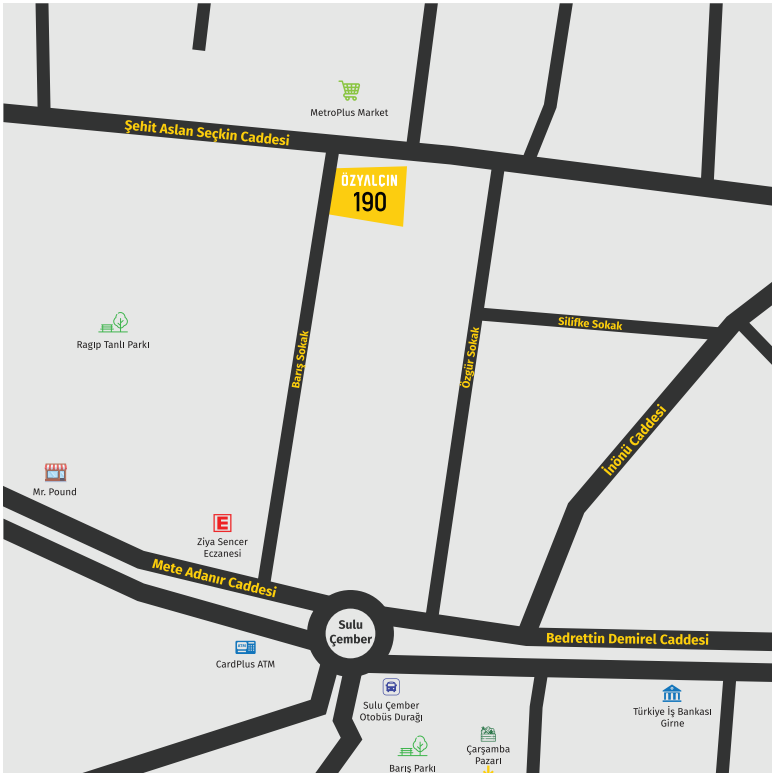 MetroPlus Market
Şehit Aslan Seçkin Caddesi
ÖZYALÇIN
190
Silifke Sokak
Ragıp Tanlı Parkı
Barış Sokak
Özgür Sokak
İnönü Caddesi
Mr. Pound
E
Ziya Sencer
Eczanesi
Mete Adanır Caddesi
Sulu
Çember
Bedrettin Demirel Caddesi
ATM
CardPlus ATM
Sulu Çember
Otobüs Durağı
Türkiye İş Bankası
Girne
Çarşamba
Pazarı
Barış Parkı